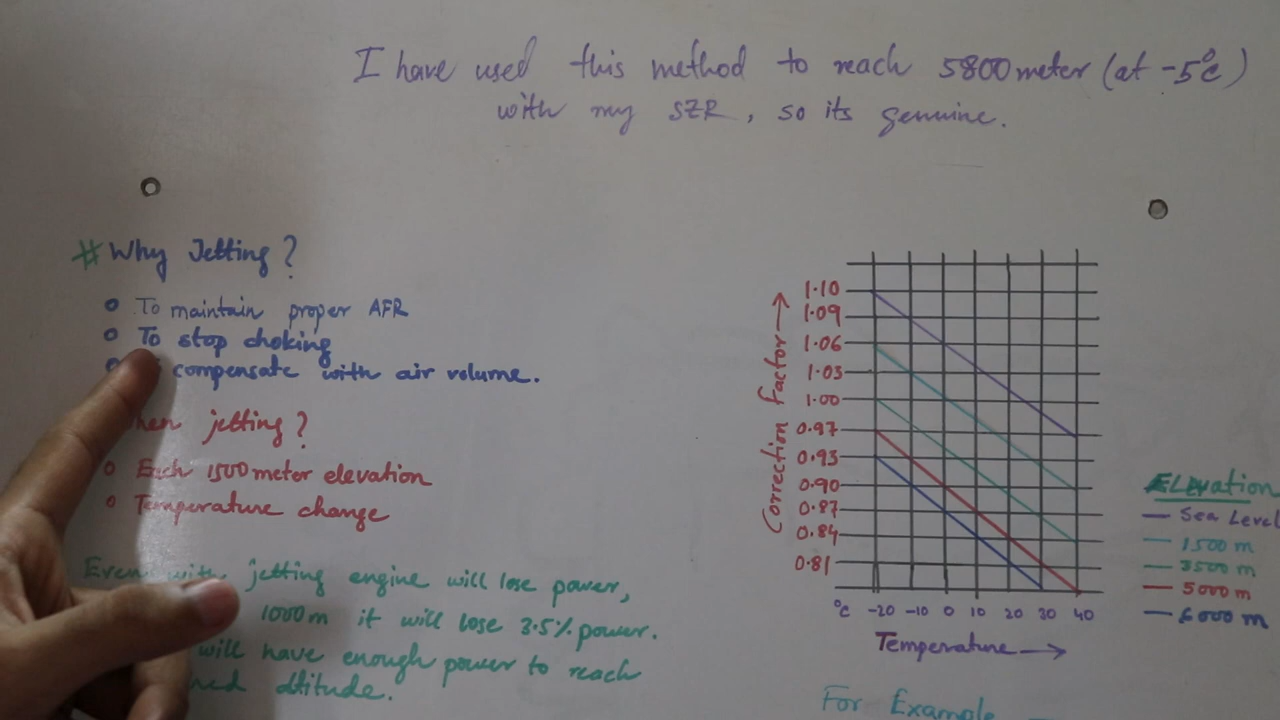 I have used this method to reach 5800 meter (at -5°c)
with my SZR, so its genuine.
# Why Jetting?
To maintain proper AFR
To stop choking
compensate with air volume.
jetting?
Each 1500 meter elevation
Temperature change
Even with jetting engine will lose power,
1000m it will lose 3.5% power.
will have enough power to reach
altitude.
Correction factor →
1.10
1.09
1.06
1.03
1.00
0.97
0.93
0.90
0.87
0.84
0.81
°C -20 -10 0 10 20 30 40
Temperature →
Elevation
Sea Level
1500 m
3500 m
5000 m
6000 m
For Example